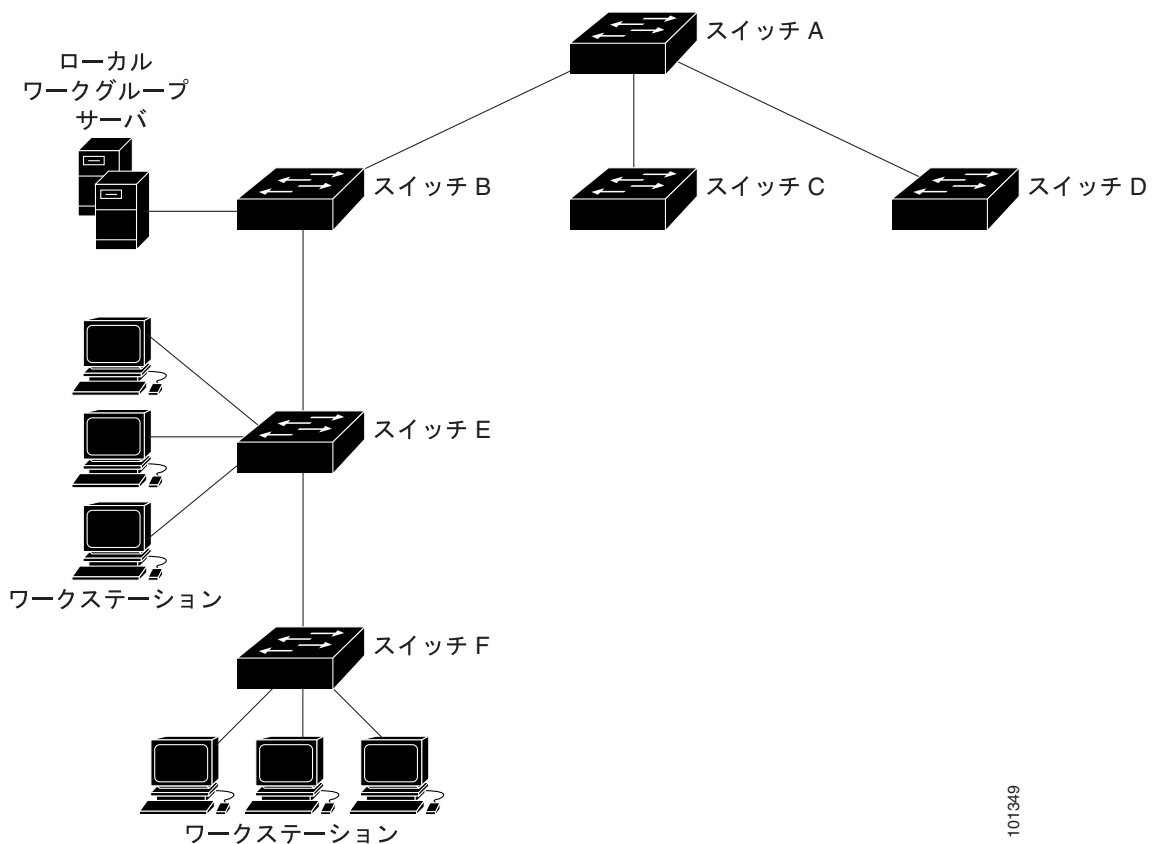 スイッチ A
ローカル
ワークグループ
サーバ
スイッチ B
スイッチ C
スイッチ D
スイッチ E
ワークステーション
スイッチ F
ワークステーション
101349